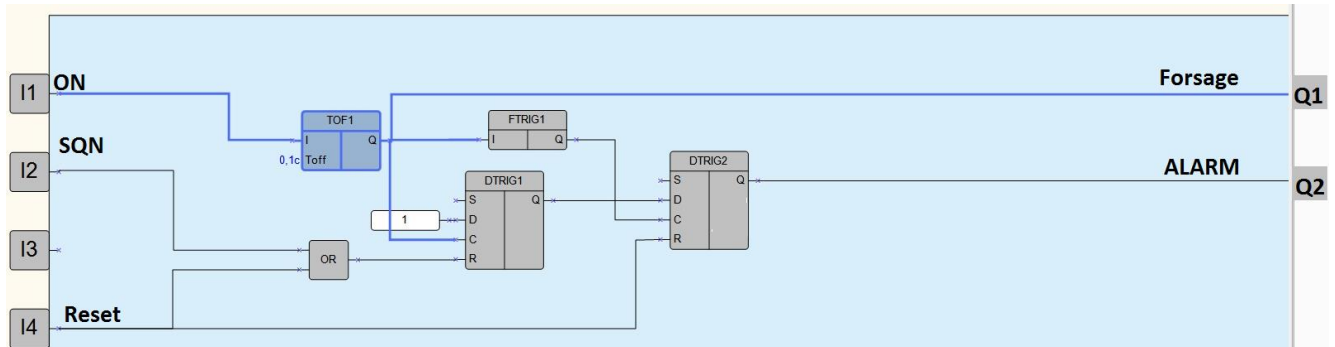 I1 ON
Forsage
Q1
TOF1
I Q
0,1c Toff
FTRIG1
I Q
SQN
I2
DTRIG1
S Q
D
C
R
1
DTRIG2
S Q
D
C
R
ALARM
Q2
I3
OR
I4
Reset